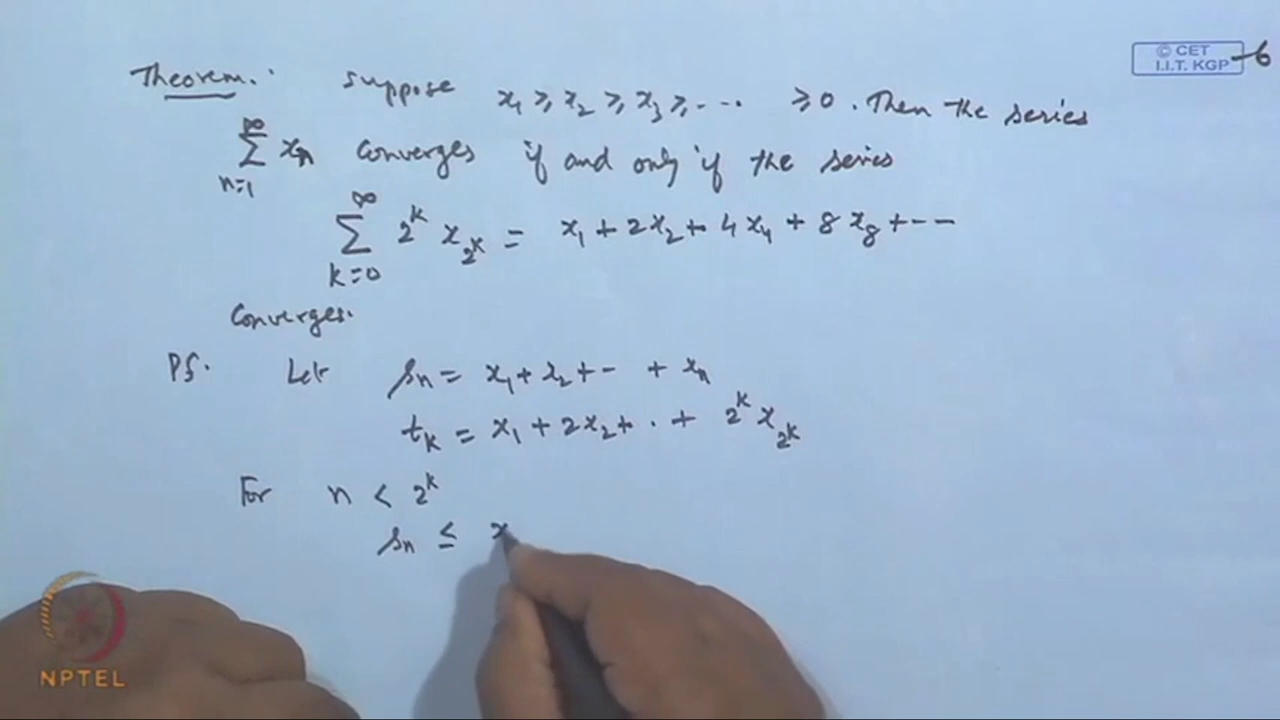 © CET
I.I.T. KGP
-6
Theorem. Suppose x₁ ≥ x₂ ≥ x₃ ≥ --- ≥ 0. Then the series
∑_{n=1}^∞ xₙ converges if and only if the series
∑_{k=0}^∞ 2^k x_{2^k} = x₁ + 2x₂ + 4x₄ + 8x₈ + --
Converges.
Pf. Let sₙ = x₁ + x₂ + - + xₙ
t_k = x₁ + 2x₂ + . + 2^k x_{2^k}
For n < 2^k
sₙ ≤ x
NPTEL